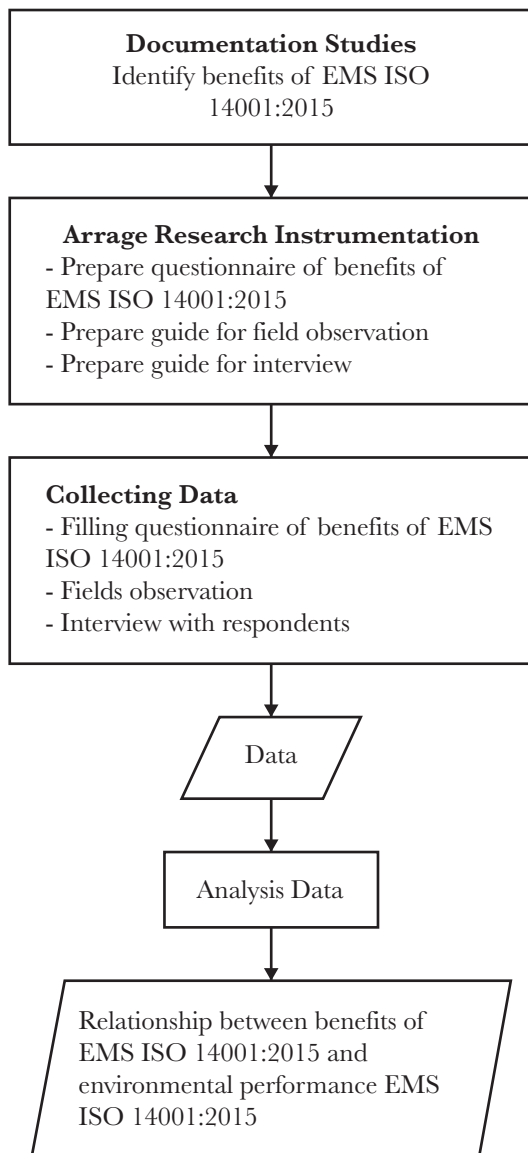 Documentation Studies
Identify benefits of EMS ISO
14001:2015
Arrage Research Instrumentation
- Prepare questionnaire of benefits of
EMS ISO 14001:2015
- Prepare guide for field observation
- Prepare guide for interview
Collecting Data
- Filling questionnaire of benefits of EMS
ISO 14001:2015
- Fields observation
- Interview with respondents
Data
Analysis Data
Relationship between benefits of
EMS ISO 14001:2015 and
environmental performance EMS
ISO 14001:2015